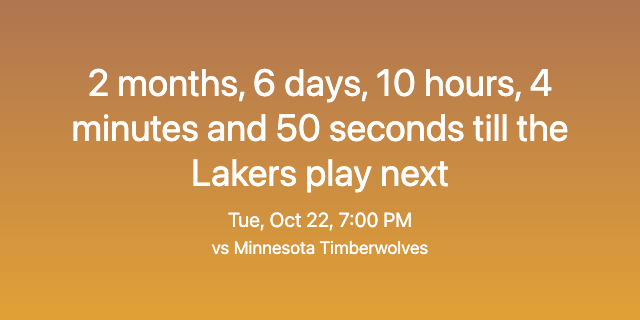 2 months, 6 days, 10 hours, 4
minutes and 50 seconds till the
Lakers play next
Tue, Oct 22, 7:00 PM
vs Minnesota Timberwolves